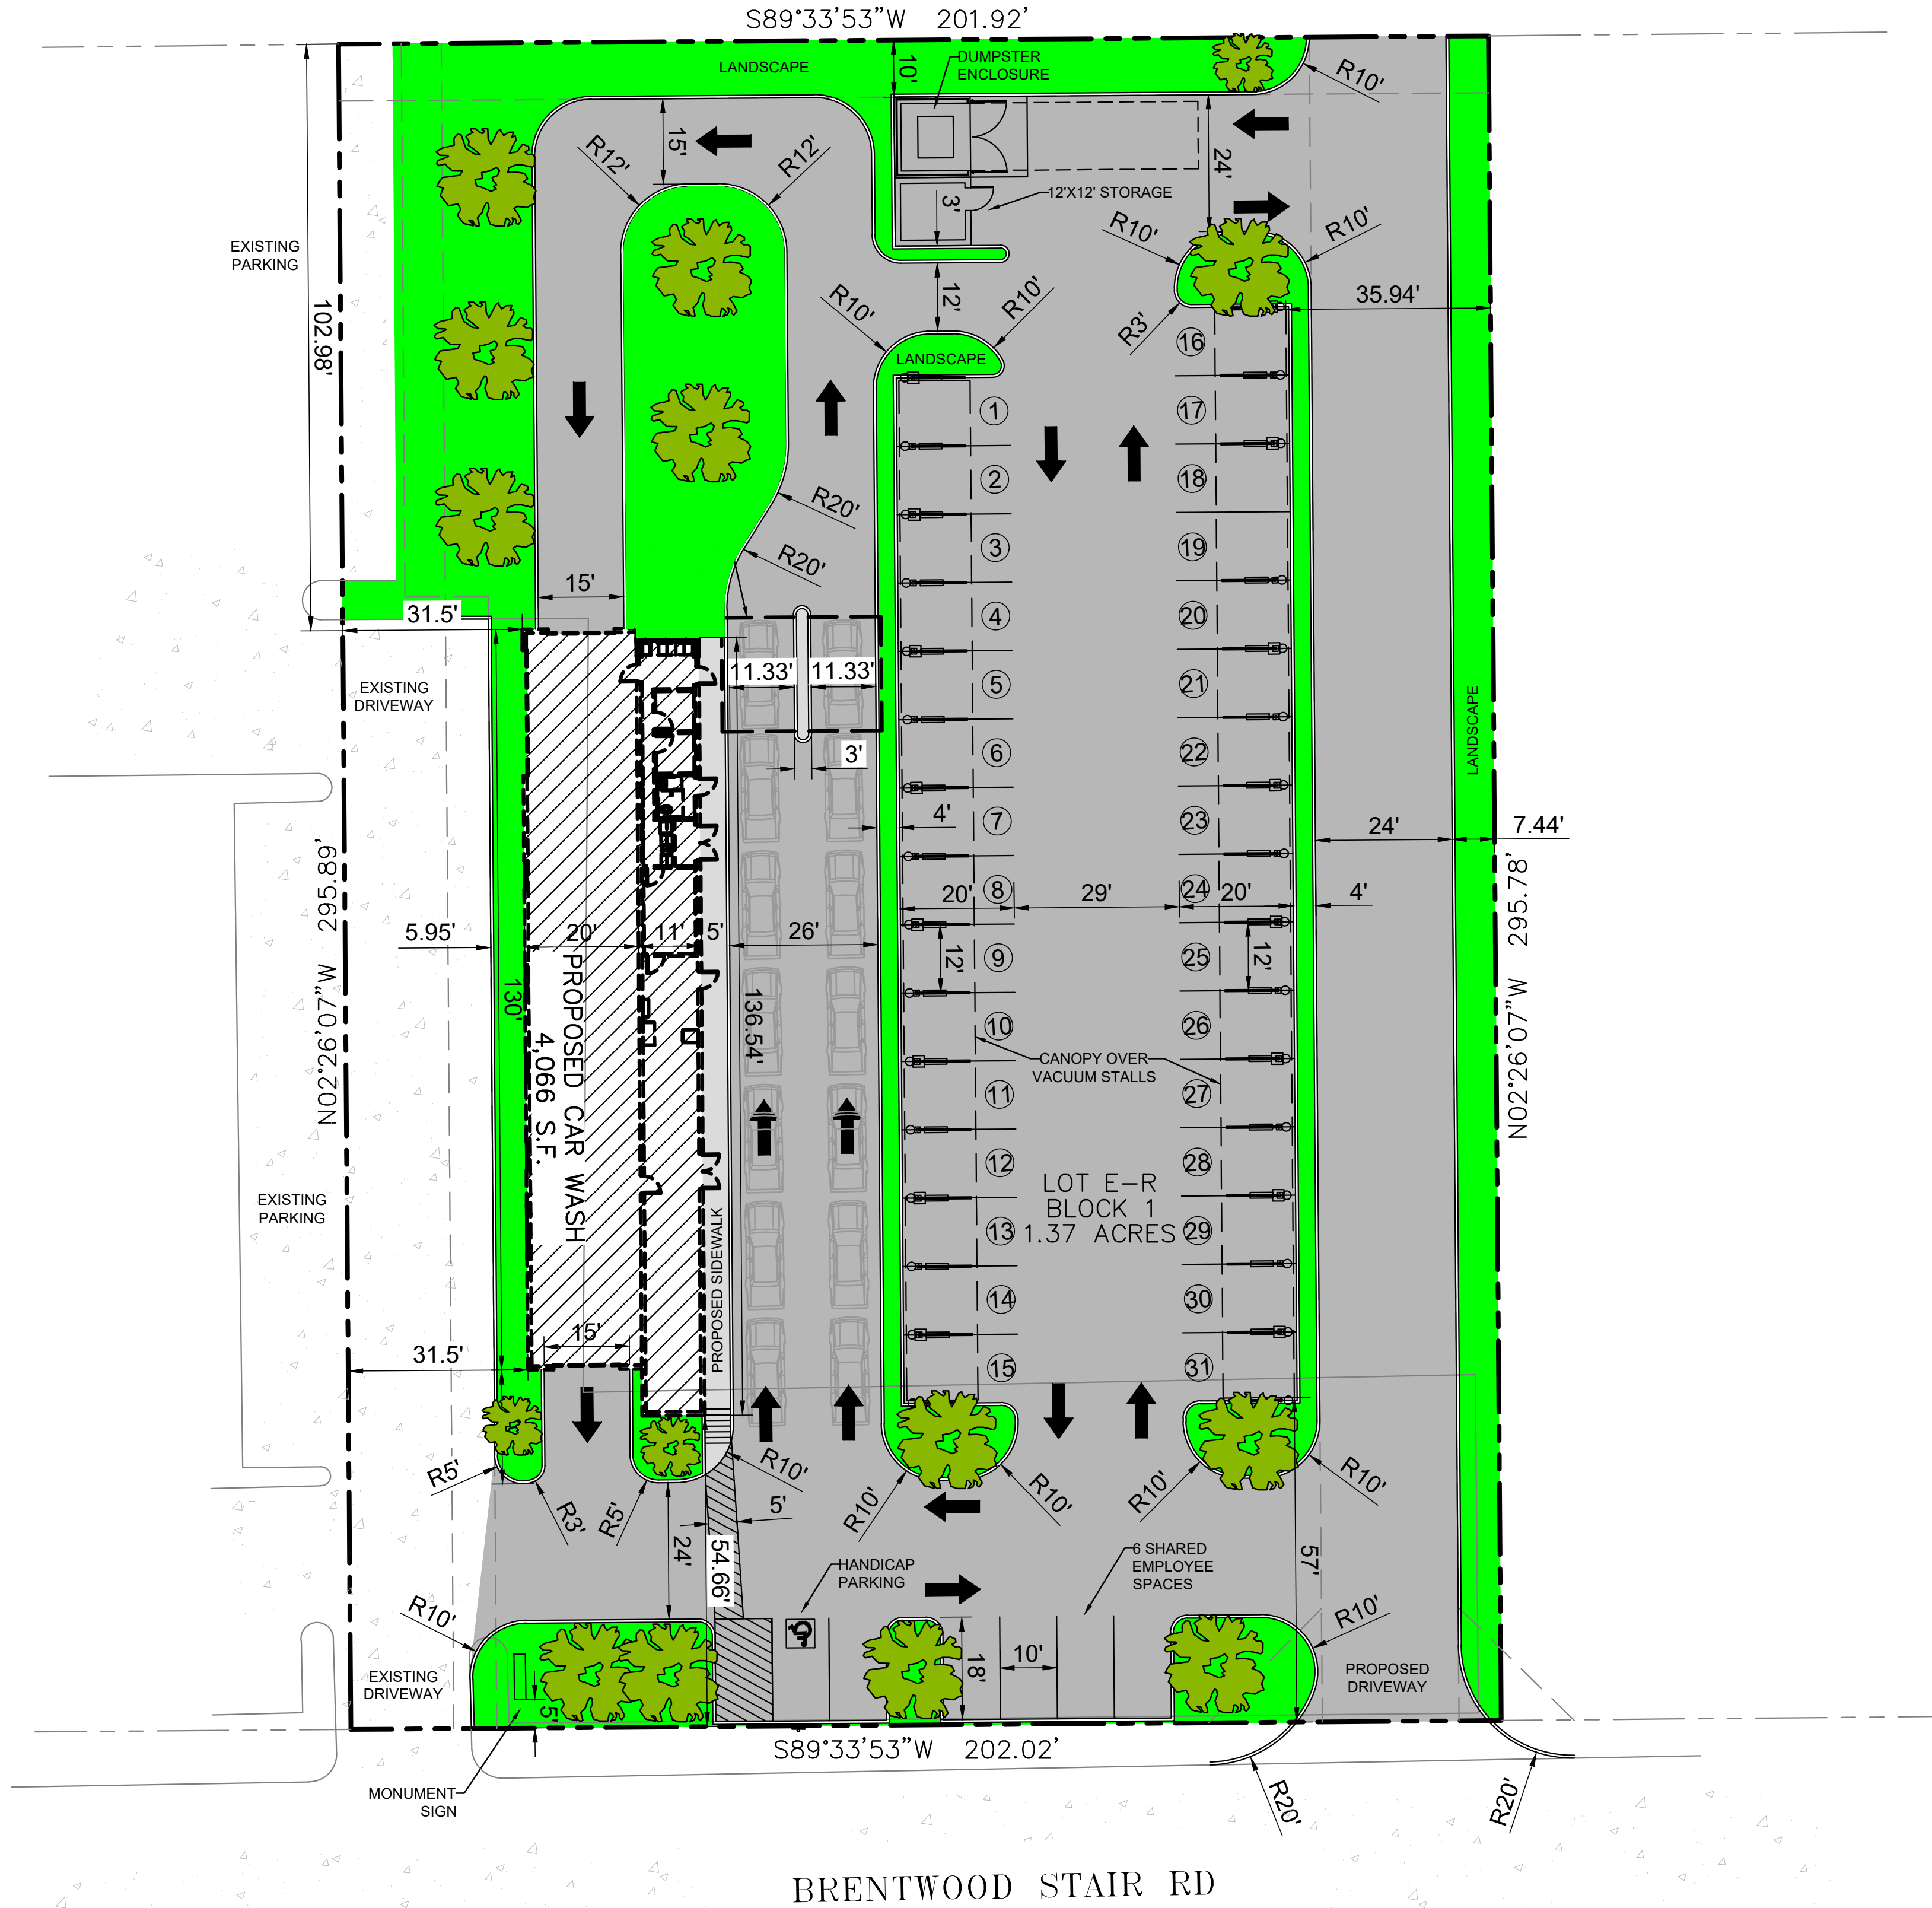 S89°33'53"W 201.92'
LANDSCAPE
10'
DUMPSTER
ENCLOSURE
R10'
15'
R12'
R12'
24'
3'
12'X12' STORAGE
R10'
R10'
EXISTING
PARKING
102.98'
12'
R10'
R10'
R3'
35.94'
LANDSCAPE
1
2
3
4
5
6
7
8
9
10
11
12
13
14
15
16
17
18
19
20
21
22
23
24
25
26
27
28
29
30
31
R20'
R20'
15'
31.5'
11.33'
11.33'
3'
EXISTING
DRIVEWAY
LANDSCAPE
4'
24'
7.44'
N02°26'07"W 295.89'
N02°26'07"W 295.78'
5.95'
20'
11'
5'
26'
20'
29'
20'
4'
12'
12'
130'
136.54'
PROPOSED CAR WASH
4,066 S.F.
CANOPY OVER
VACUUM STALLS
LOT E-R
BLOCK 1
1.37 ACRES
EXISTING
PARKING
PROPOSED SIDEWALK
15'
31.5'
R5'
R3'
R5'
R10'
5'
R10'
R10'
R10'
R10'
24'
54.66'
57'
HANDICAP
PARKING
6 SHARED
EMPLOYEE
SPACES
R10'
R10'
18'
10'
EXISTING
DRIVEWAY
5'
PROPOSED
DRIVEWAY
S89°33'53"W 202.02'
MONUMENT
SIGN
R20'
R20'
BRENTWOOD STAIR RD